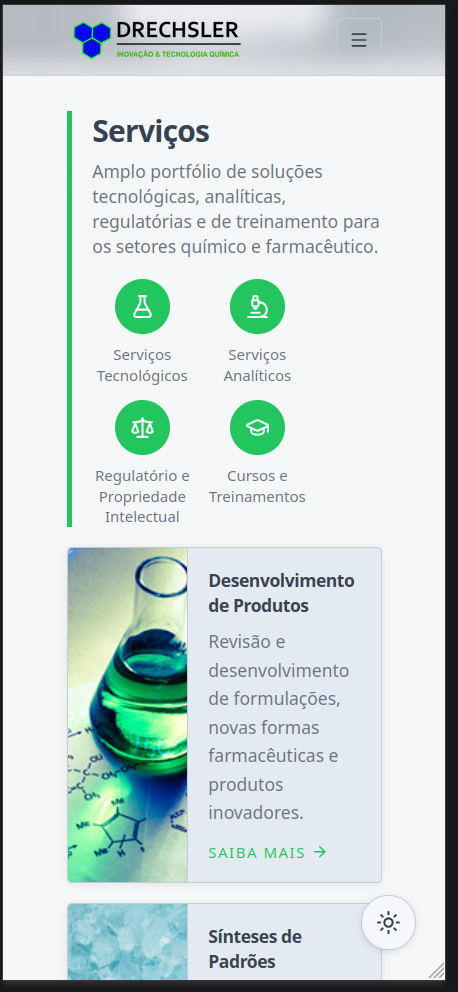 DRECHSLER
INOVAÇÃO & TECNOLOGIA QUÍMICA
Serviços
Amplo portfólio de soluções
tecnológicas, analíticas,
regulatórias e de treinamento para
os setores químico e farmacêutico.
Serviços
Tecnológicos
Serviços
Analíticos
Regulatório e
Propriedade
Intelectual
Cursos e
Treinamentos
Desenvolvimento
de Produtos
Revisão e
desenvolvimento
de formulações,
novas formas
farmacêuticas e
produtos
inovadores.
SAIBA MAIS →
Sínteses de
Padrões